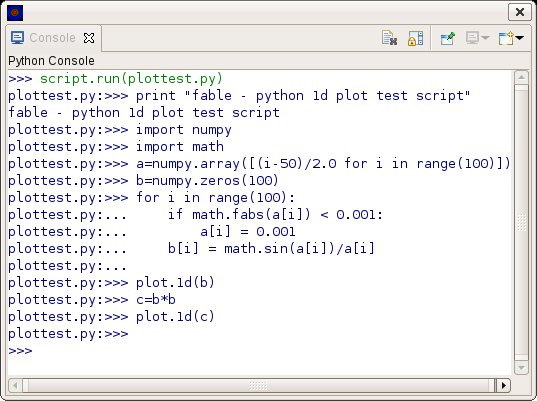 Console
Python Console
>>> script.run(plottest.py)
plottest.py:>>> print "fable - python 1d plot test script"
fable - python 1d plot test script
plottest.py:>>> import numpy
plottest.py:>>> import math
plottest.py:>>> a=numpy.array([(i-50)/2.0 for i in range(100)])
plottest.py:>>> b=numpy.zeros(100)
plottest.py:>>> for i in range(100):
plottest.py:...     if math.fabs(a[i]) < 0.001:
plottest.py:...         a[i] = 0.001
plottest.py:...     b[i] = math.sin(a[i])/a[i]
plottest.py:...
plottest.py:>>> plot.1d(b)
plottest.py:>>> c=b*b
plottest.py:>>> plot.1d(c)
plottest.py:>>>
>>>